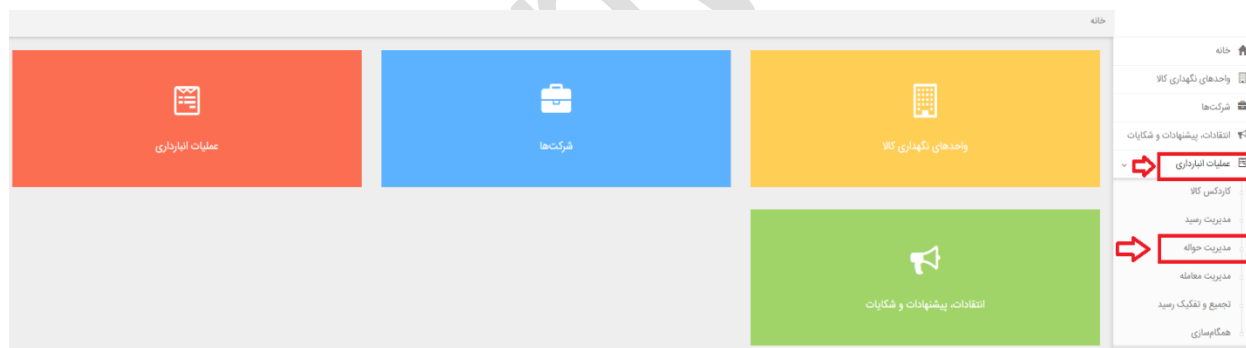 خانه
خانه
واحدهای نگهداری کالا
شرکت‌ها
انتقادات، پیشنهادات و شکایات
عملیات انبارداری
کاردکس کالا
مدیریت رسید
مدیریت حواله
مدیریت معامله
تجمیع و تفکیک رسید
همگام‌سازی
واحدهای نگهداری کالا
شرکت‌ها
عملیات انبارداری
انتقادات، پیشنهادات و شکایات